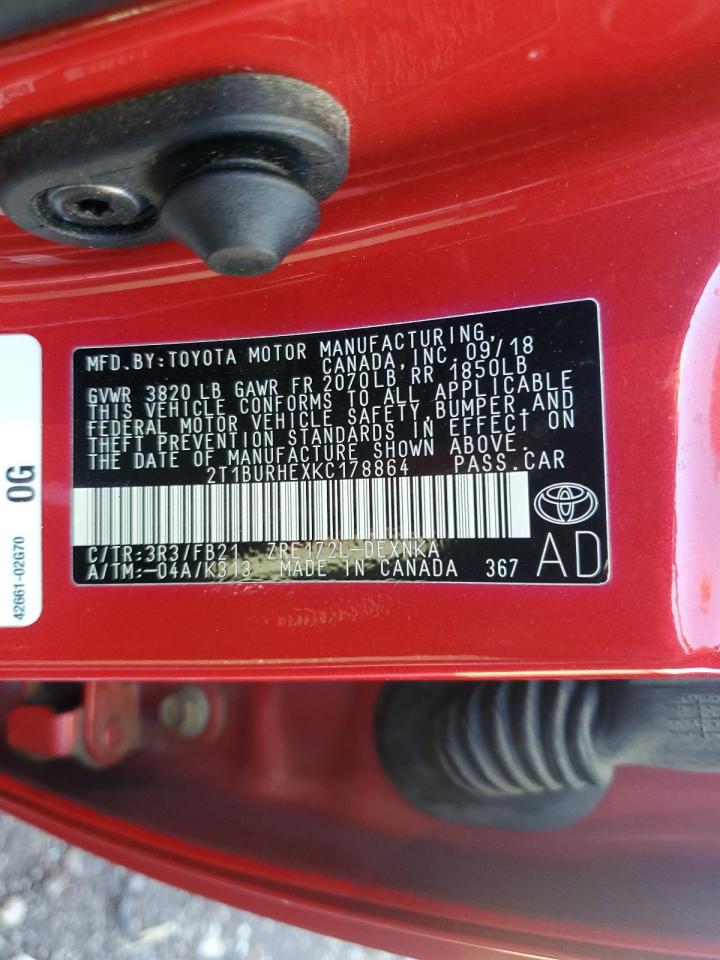 MFD. BY:TOYOTA MOTOR MANUFACTURING,
CANADA, INC. 09/18
GVWR 3820 LB GAWR FR 2070LB, RR 1850LB
THIS VEHICLE CONFORMS TO ALL APPLICABLE
FEDERAL MOTOR VEHICLE SAFETY, BUMPER, AND
THEFT PREVENTION STANDARDS IN EFFECT ON
THE DATE OF MANUFACTURE SHOWN ABOVE.
2T1BURHEXKC178864 PASS. CAR
C/TR:3R3/FB21 ZRE172L-DEXNKA
A/TM:-04A/K313 MADE IN CANADA 367 AD
0G
42661-02G70